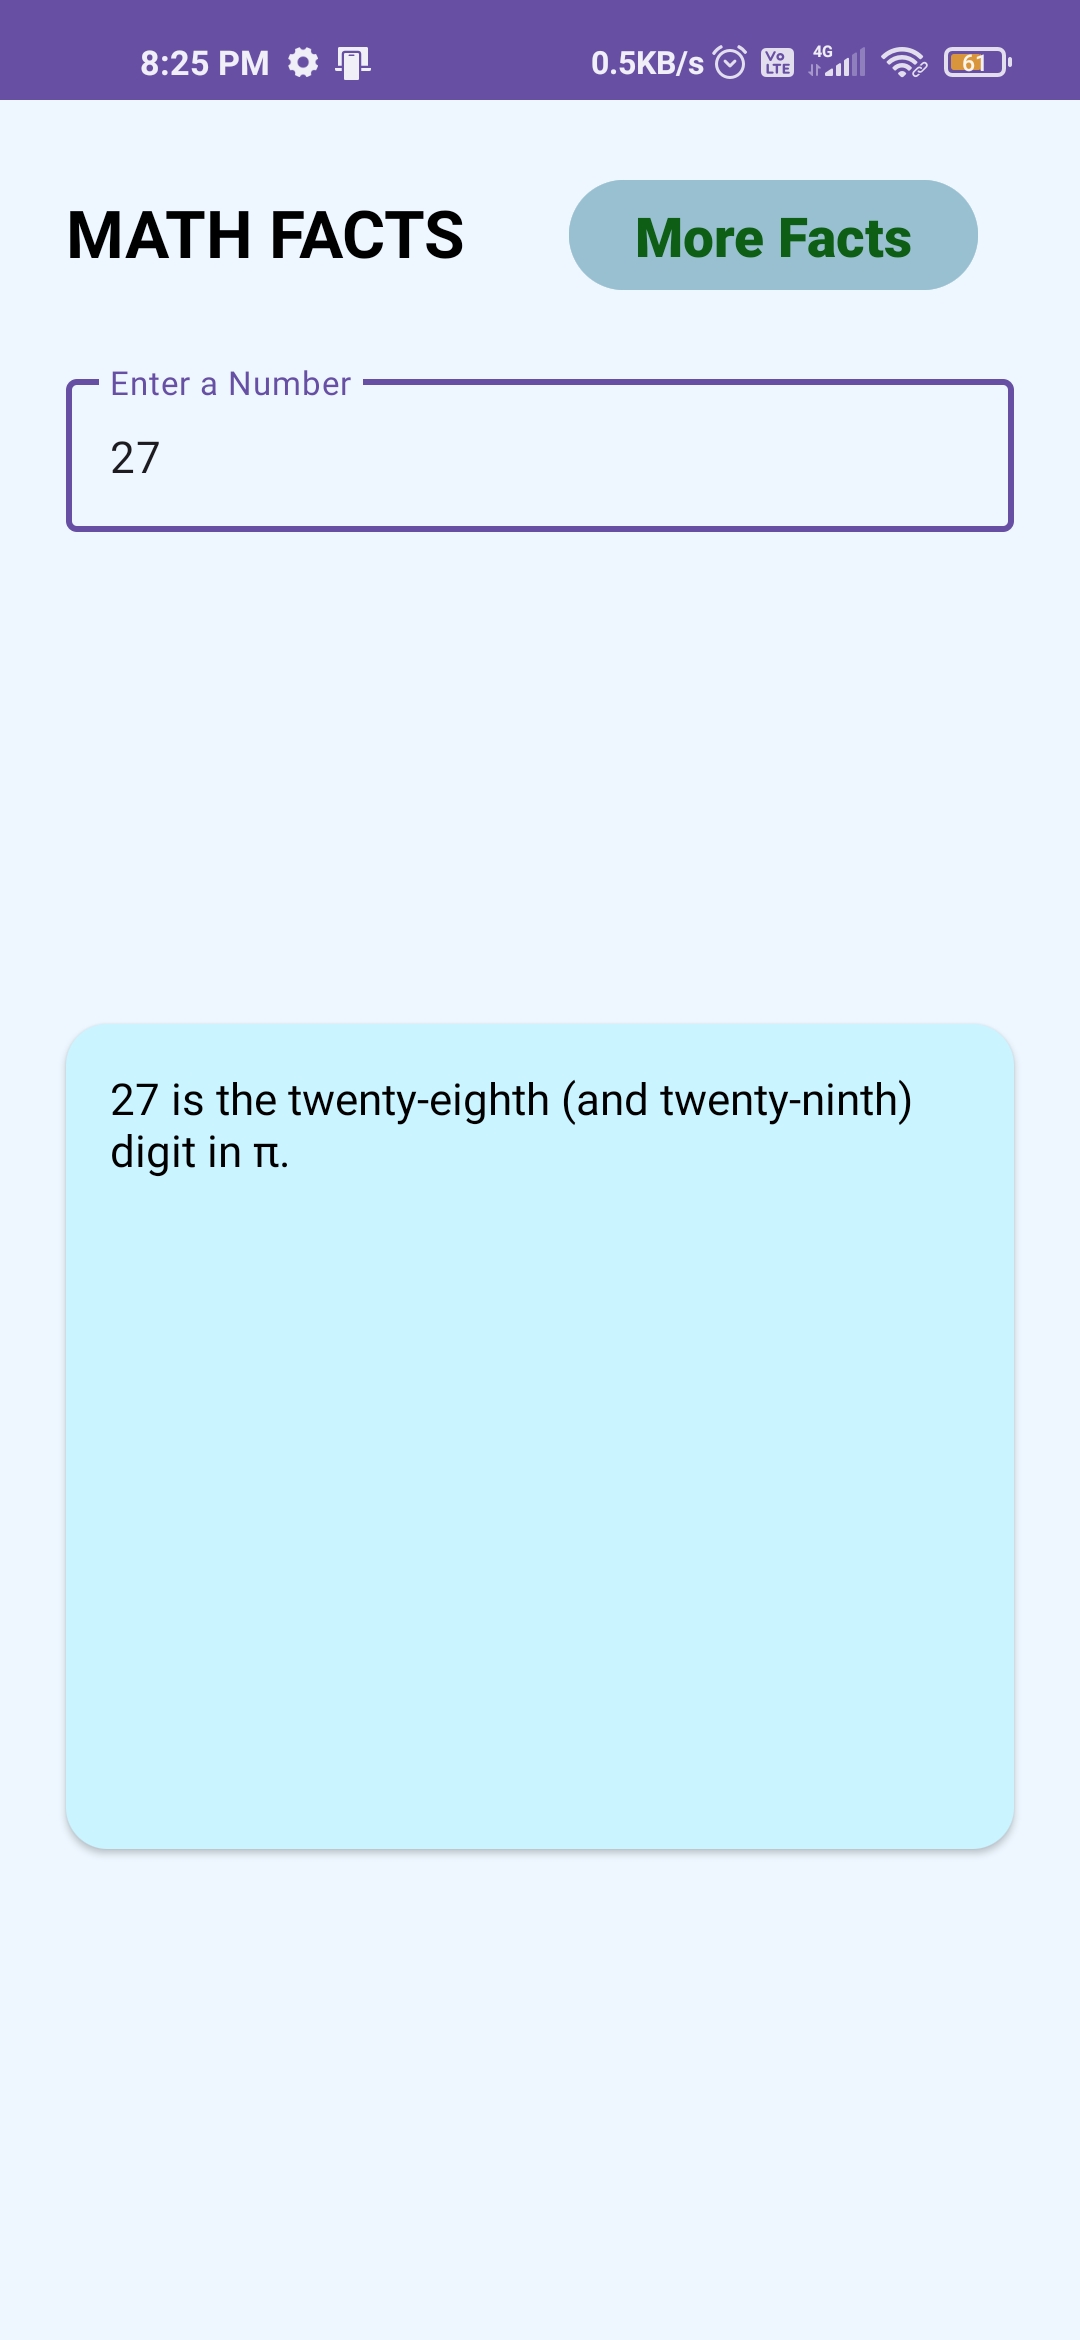 8:25 PM 0.5KB/s Vo LTE 4G 61
MATH FACTS
More Facts
Enter a Number
27
27 is the twenty-eighth (and twenty-ninth)
digit in π.